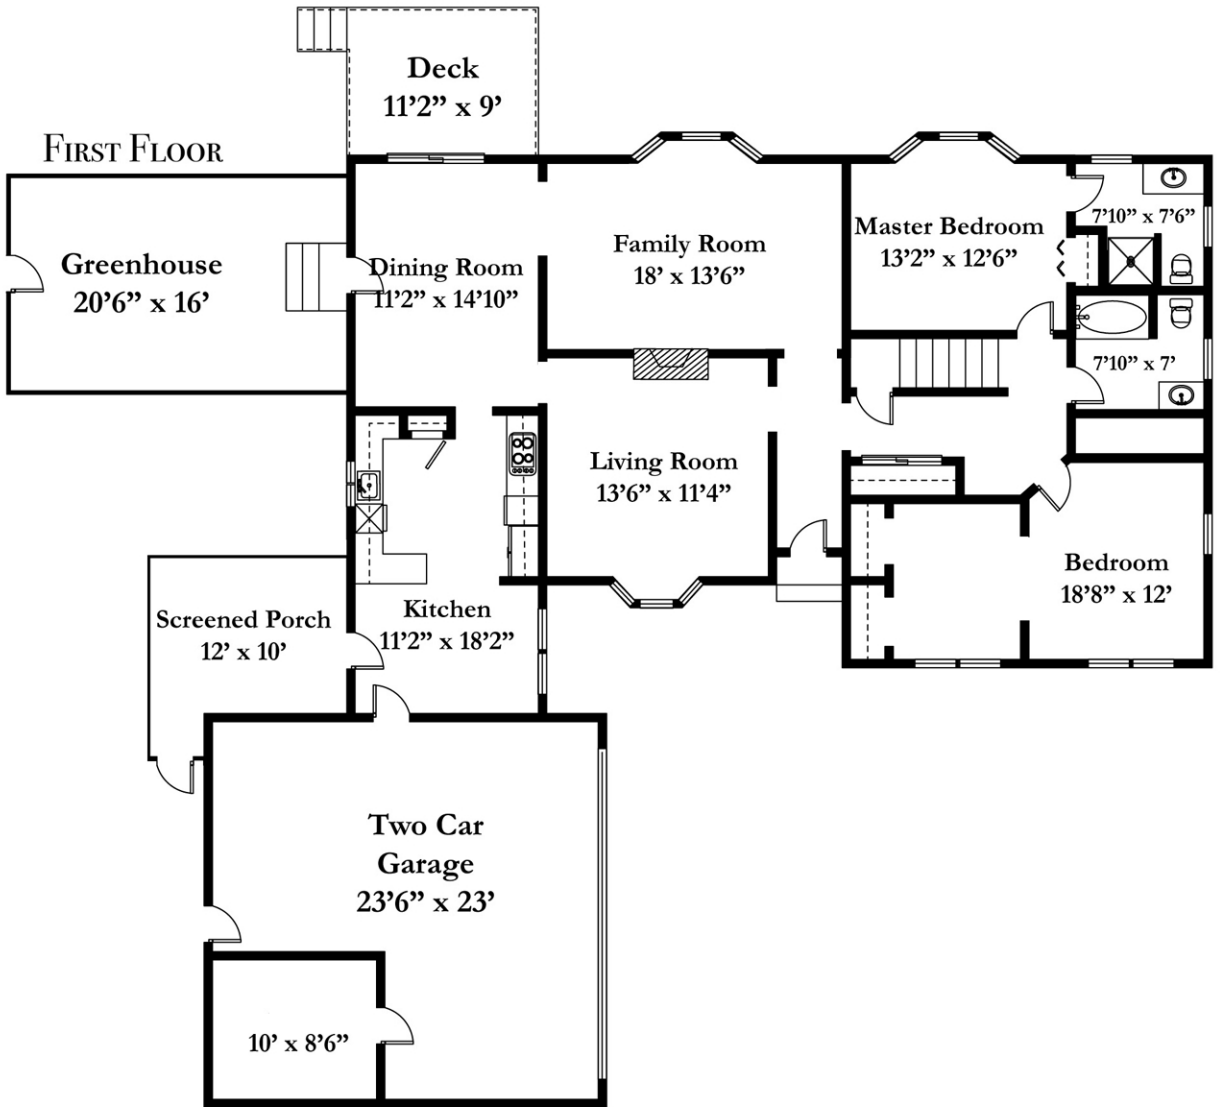 Deck
11’2” x 9’
First Floor
Greenhouse
20’6” x 16’
Dining Room
11’2” x 14’10”
Family Room
18’ x 13’6”
Master Bedroom
13’2” x 12’6”
7’10” x 7’6”
7’10” x 7’
Living Room
13’6” x 11’4”
Bedroom
18’8” x 12’
Screened Porch
12’ x 10’
Kitchen
11’2” x 18’2”
Two Car
Garage
23’6” x 23’
10’ x 8’6”